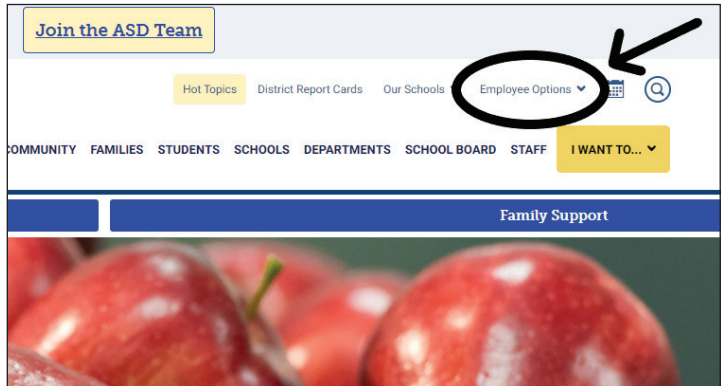 Join the ASD Team
Hot Topics District Report Cards Our Schools Employee Options
COMMUNITY FAMILIES STUDENTS SCHOOLS DEPARTMENTS SCHOOL BOARD STAFF I WANT TO...
Family Support